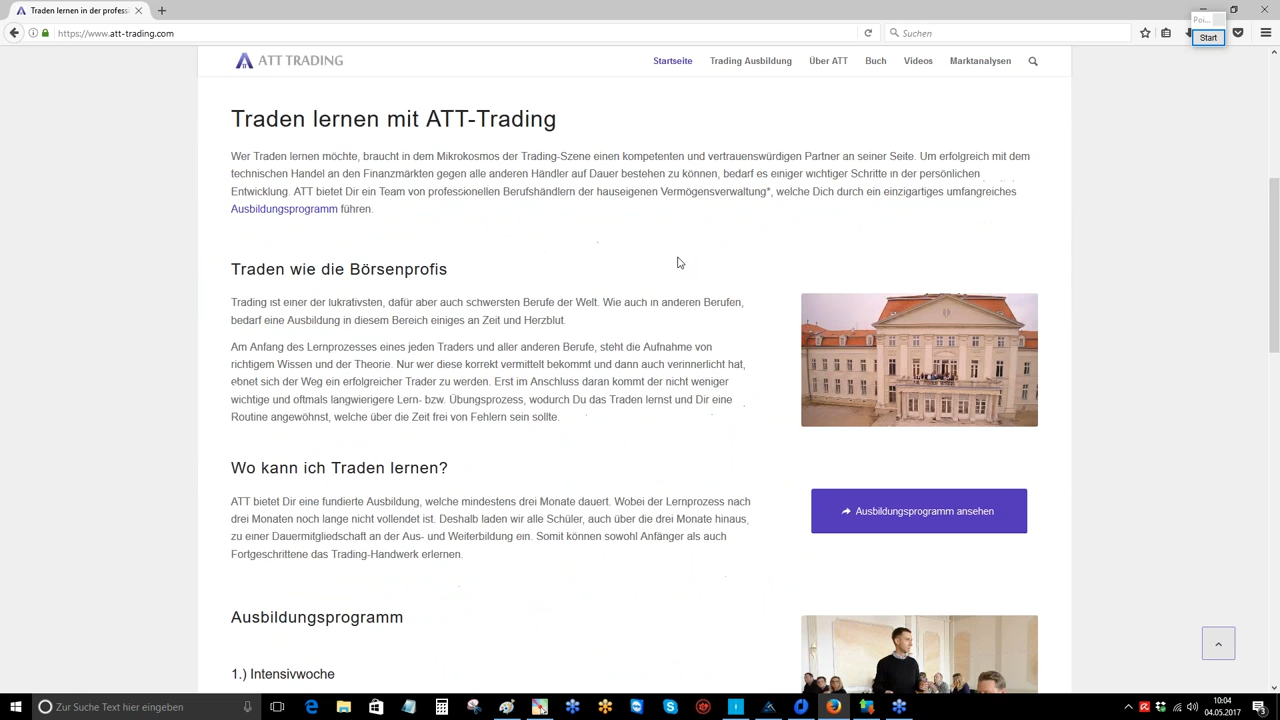 Traden lernen in der profess
Poi...
https://www.att-trading.com
Suchen
Start
ATT TRADING
Startseite
Trading Ausbildung
Über ATT
Buch
Videos
Marktanalysen
Traden lernen mit ATT-Trading
Wer Traden lernen möchte, braucht in dem Mikrokosmos der Trading-Szene einen kompetenten und vertrauenswürdigen Partner an seiner Seite. Um erfolgreich mit dem
technischen Handel an den Finanzmärkten gegen alle anderen Händler auf Dauer bestehen zu können, bedarf es einiger wichtiger Schritte in der persönlichen
Entwicklung. ATT bietet Dir ein Team von professionellen Berufshändlern der hauseigenen Vermögensverwaltung*, welche Dich durch ein einzigartiges umfangreiches
Ausbildungsprogramm führen.
Traden wie die Börsenprofis
Trading ist einer der lukrativsten, dafür aber auch schwersten Berufe der Welt. Wie auch in anderen Berufen,
bedarf eine Ausbildung in diesem Bereich einiges an Zeit und Herzblut.
Am Anfang des Lernprozesses eines jeden Traders und aller anderen Berufe, steht die Aufnahme von
richtigem Wissen und der Theorie. Nur wer diese korrekt vermittelt bekommt und dann auch verinnerlicht hat,
ebnet sich der Weg ein erfolgreicher Trader zu werden. Erst im Anschluss daran kommt der nicht weniger
wichtige und oftmals langwierigere Lern- bzw. Übungsprozess, wodurch Du das Traden lernst und Dir eine
Routine angewöhnst, welche über die Zeit frei von Fehlern sein sollte.
Wo kann ich Traden lernen?
ATT bietet Dir eine fundierte Ausbildung, welche mindestens drei Monate dauert. Wobei der Lernprozess nach
drei Monaten noch lange nicht vollendet ist. Deshalb laden wir alle Schüler, auch über die drei Monate hinaus,
zu einer Dauermitgliedschaft an der Aus- und Weiterbildung ein. Somit können sowohl Anfänger als auch
Fortgeschrittene das Trading-Handwerk erlernen.
Ausbildungsprogramm ansehen
Ausbildungsprogramm
1.) Intensivwoche
Zur Suche Text hier eingeben
10:04
04.05.2017